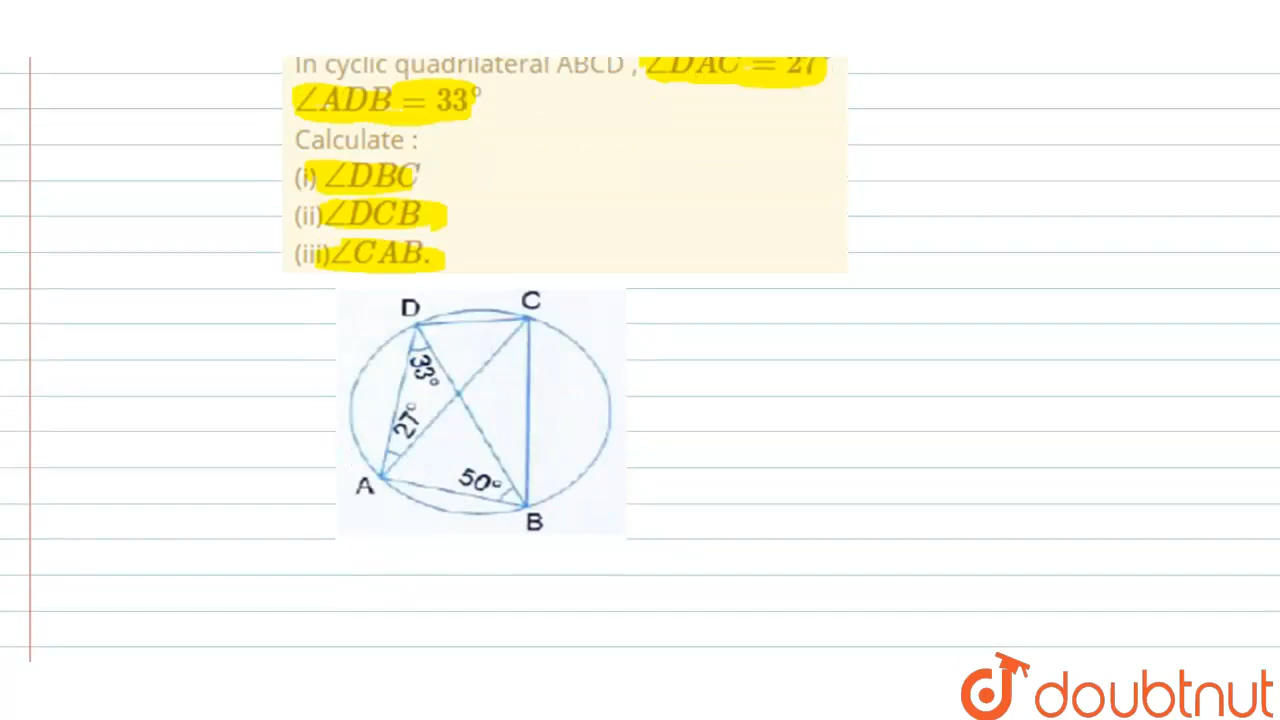 In cyclic quadrilateral ABCD , ∠DAC = 27°
∠ADB = 33°
Calculate :
(i) ∠DBC
(ii)∠DCB
(iii)∠CAB.
D
C
33°
27°
50°
A
B
doubtnut